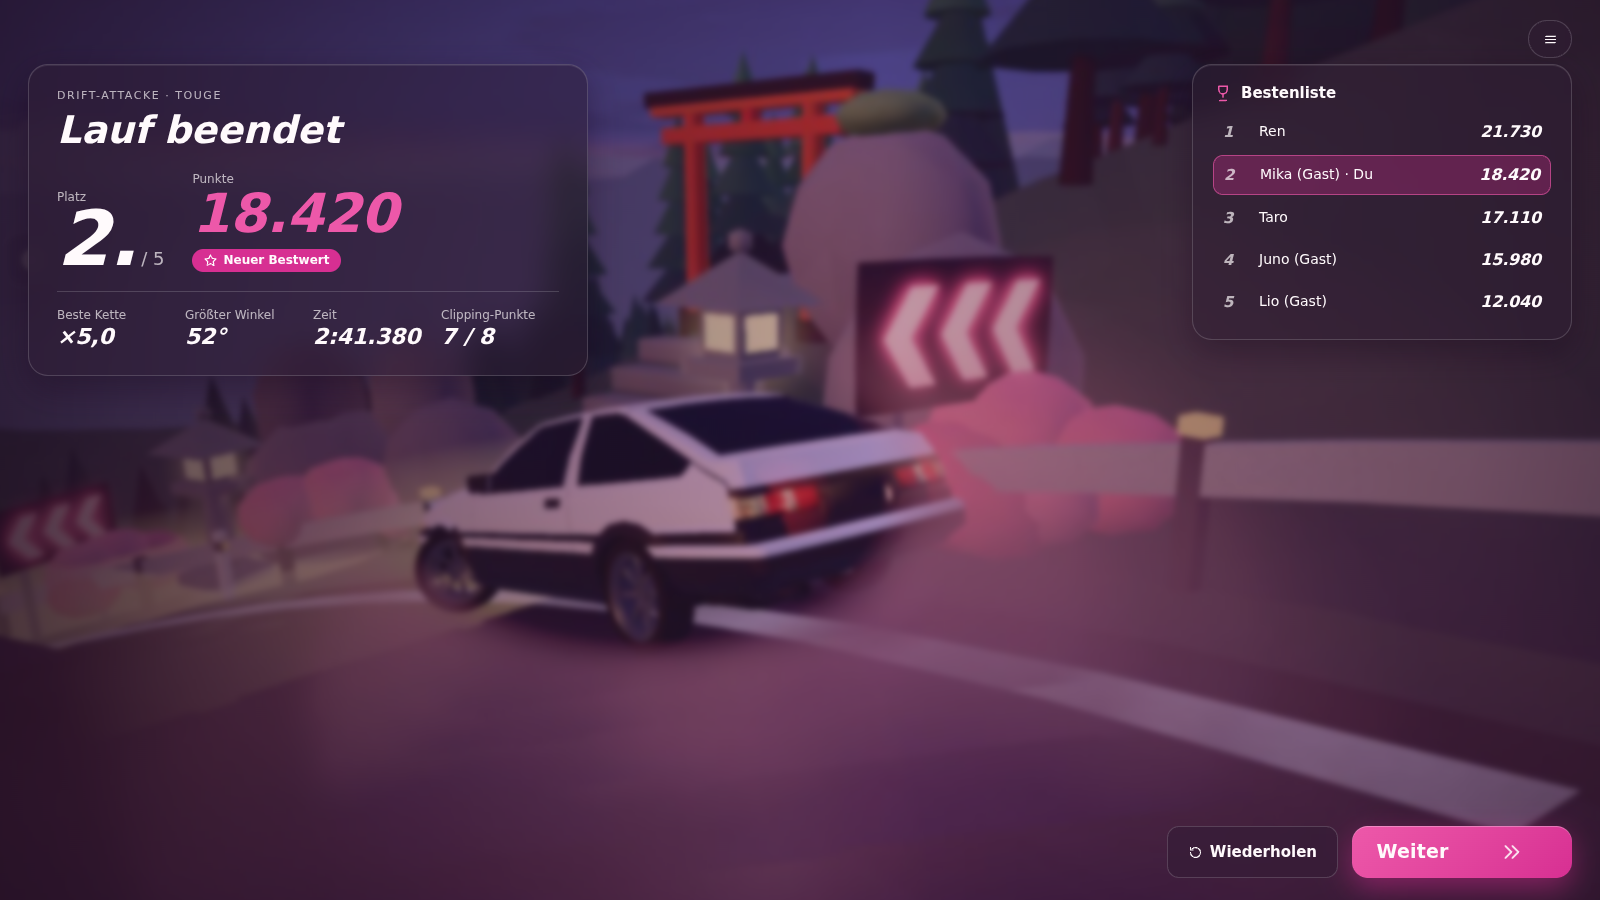 DRIFT-ATTACKE · TOUGE
Lauf beendet
Platz
2. / 5
Punkte
18.420
Neuer Bestwert
Beste Kette
×5,0
Größter Winkel
52°
Zeit
2:41.380
Clipping-Punkte
7 / 8
Bestenliste
1 Ren 21.730
2 Mika (Gast) · Du 18.420
3 Taro 17.110
4 Juno (Gast) 15.980
5 Lio (Gast) 12.040
Wiederholen
Weiter